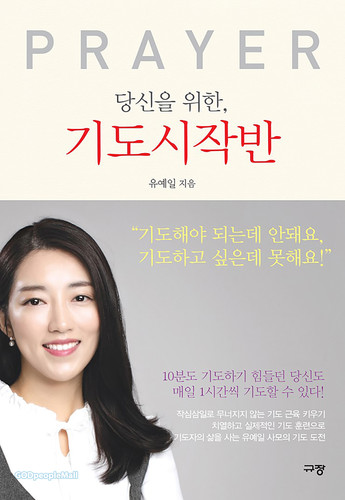 PRAYER
당신을 위한,
기도시작반
유예일 지음
“기도해야 되는데 안돼요,
기도하고 싶은데 못해요!”
10분도 기도하기 힘들던 당신도
매일 1시간씩 기도할 수 있다!
작심삼일로 무너지지 않는 기도 근육 키우기
치열하고 실제적인 기도 훈련으로
기도자의 삶을 사는 유예일 사모의 기도 도전
GODpeopleMall
규장